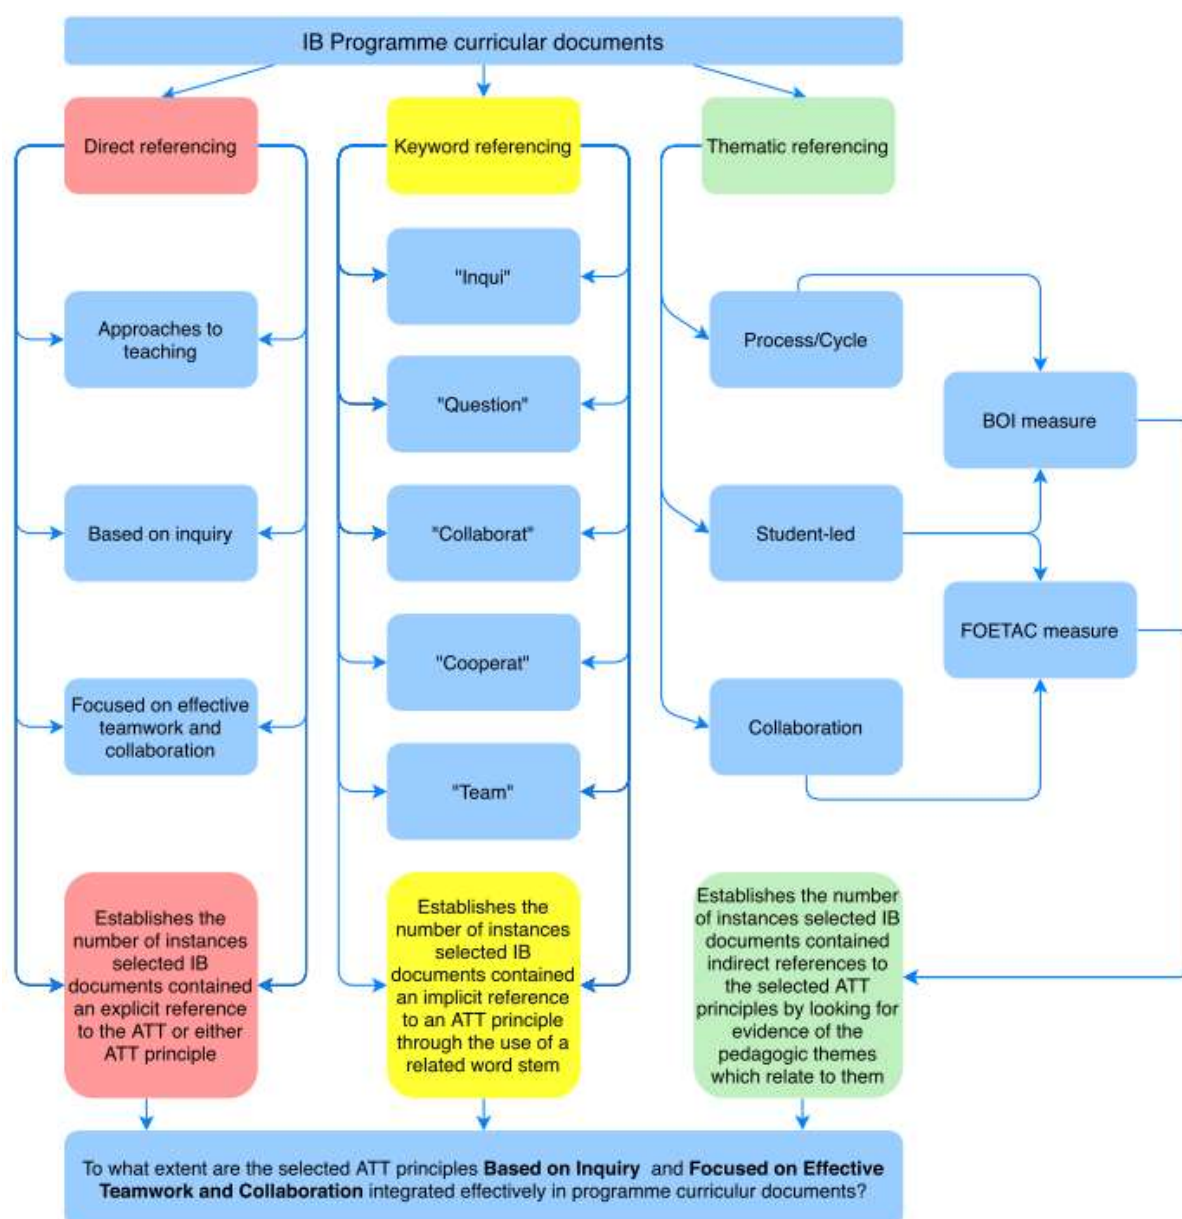 IB Programme curricular documents
Direct referencing
Keyword referencing
Thematic referencing
Approaches to
teaching
Based on inquiry
Focused on effective
teamwork and
collaboration
"Inqui"
"Question"
"Collaborat"
"Cooperat"
"Team"
Process/Cycle
Student-led
Collaboration
BOI measure
FOETAC measure
Establishes the
number of instances
selected IB
documents contained
an explicit reference
to the ATT or either
ATT principle
Establishes the
number of instances
selected IB
documents contained
an implicit reference
to an ATT principle
through the use of a
related word stem
Establishes the number
of instances selected IB
documents contained
indirect references to
the selected ATT
principles by looking for
evidence of the
pedagogic themes
which relate to them
To what extent are the selected ATT principles Based on Inquiry and Focused on Effective
Teamwork and Collaboration integrated effectively in programme curriculur documents?